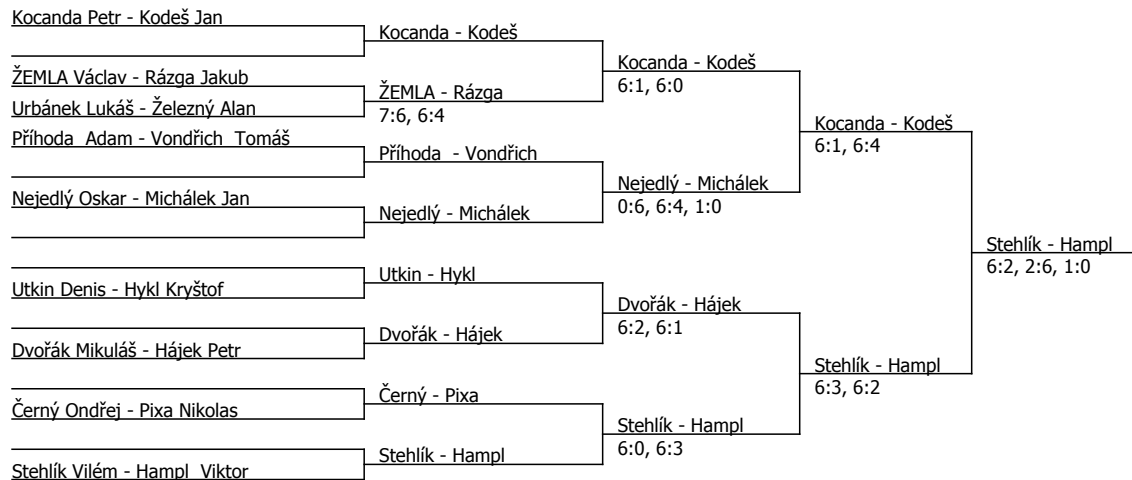 Kocanda Petr - Kodeš Jan
Kocanda - Kodeš
Kocanda - Kodeš
6:1, 6:0
ŽEMLA Václav - Rázga Jakub
ŽEMLA - Rázga
7:6, 6:4
Urbánek Lukáš - Železný Alan
Kocanda - Kodeš
6:1, 6:4
Příhoda  Adam - Vondřich  Tomáš
Příhoda  - Vondřich
Nejedlý - Michálek
0:6, 6:4, 1:0
Nejedlý Oskar - Michálek Jan
Nejedlý - Michálek
Stehlík - Hampl
6:2, 2:6, 1:0
Utkin - Hykl
Utkin Denis - Hykl Kryštof
Dvořák - Hájek
6:2, 6:1
Dvořák - Hájek
Dvořák Mikuláš - Hájek Petr
Stehlík - Hampl
6:3, 6:2
Černý - Pixa
Černý Ondřej - Pixa Nikolas
Stehlík - Hampl
6:0, 6:3
Stehlík - Hampl
Stehlík Vilém - Hampl  Viktor